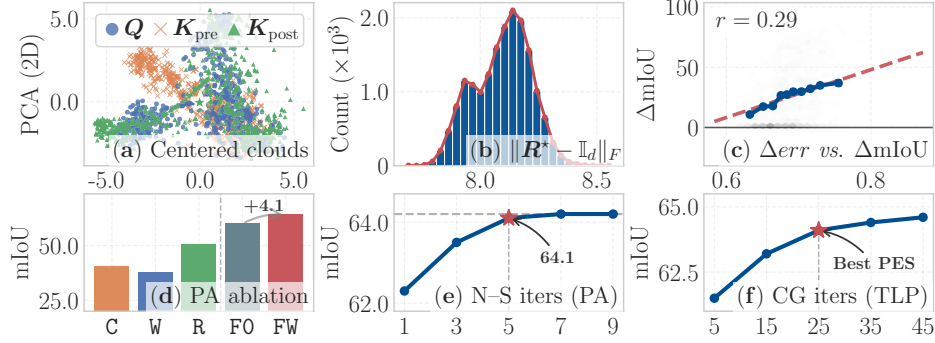 Q K_pre K_post
PCA (2D)
5.0
0.0
(a) Centered clouds
-5.0 0.0 5.0
Count (×10³)
2.0
1.0
0.0
(b) ‖R* − 𝕀_d‖_F
8.0 8.5
ΔmIoU
100
50
0
r = 0.29
(c) Δerr vs. ΔmIoU
0.6 0.8
mIoU
50.0
25.0
+4.1
(d) PA ablation
C W R FO FW
mIoU
64.0
62.0
64.1
(e) N–S iters (PA)
1 3 5 7 9
mIoU
65.0
62.5
Best PES
(f) CG iters (TLP)
5 15 25 35 45